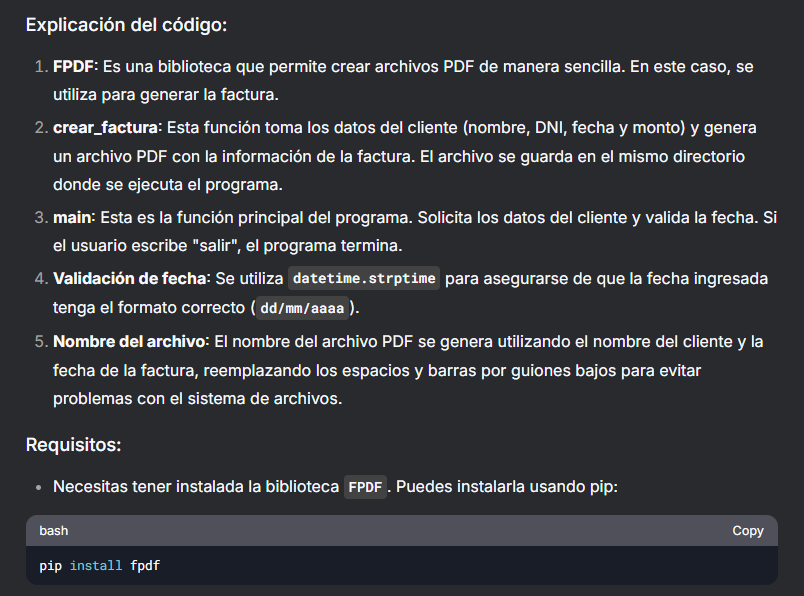 Explicación del código:
1. FPDF: Es una biblioteca que permite crear archivos PDF de manera sencilla. En este caso, se
utiliza para generar la factura.
2. crear_factura: Esta función toma los datos del cliente (nombre, DNI, fecha y monto) y genera
un archivo PDF con la información de la factura. El archivo se guarda en el mismo directorio
donde se ejecuta el programa.
3. main: Esta es la función principal del programa. Solicita los datos del cliente y valida la fecha. Si
el usuario escribe "salir", el programa termina.
4. Validación de fecha: Se utiliza datetime.strptime para asegurarse de que la fecha ingresada
tenga el formato correcto (dd/mm/aaaa).
5. Nombre del archivo: El nombre del archivo PDF se genera utilizando el nombre del cliente y la
fecha de la factura, reemplazando los espacios y barras por guiones bajos para evitar
problemas con el sistema de archivos.
Requisitos:
• Necesitas tener instalada la biblioteca FPDF. Puedes instalarla usando pip:
bash Copy
pip install fpdf